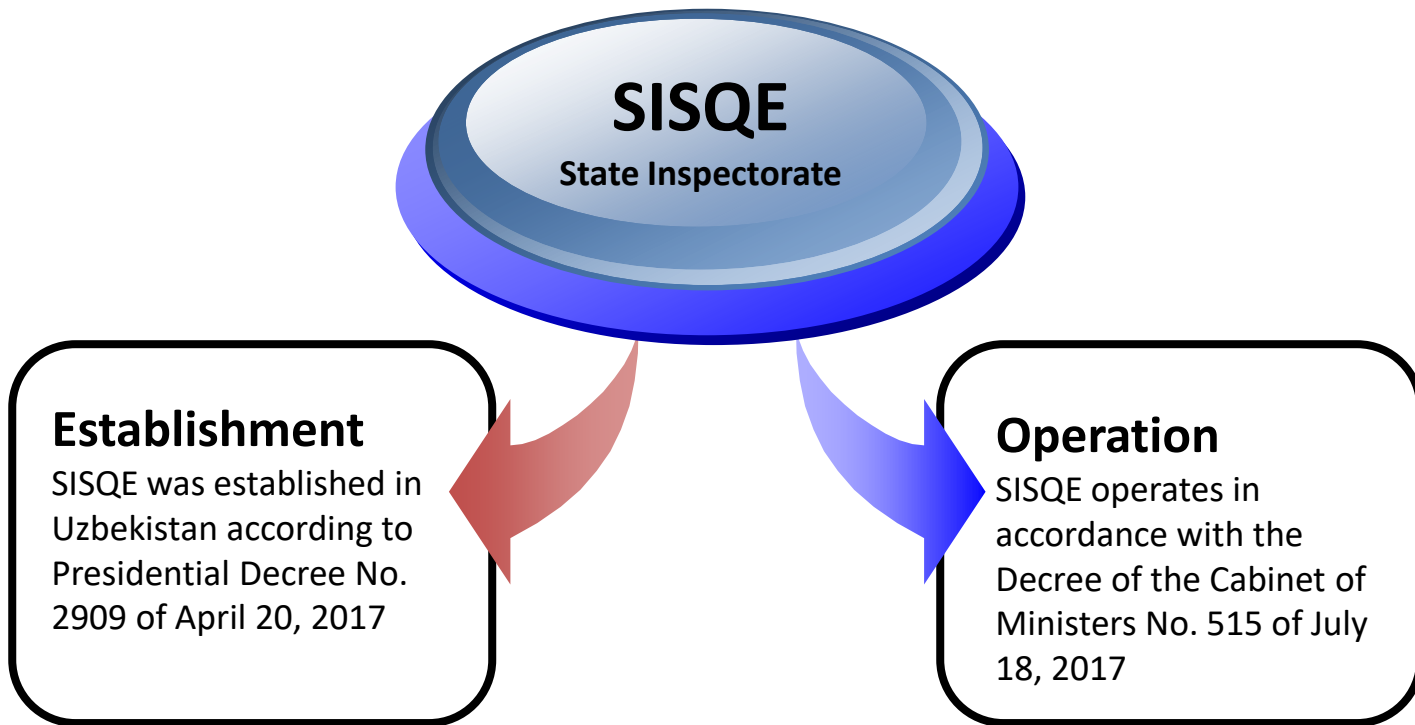 SISQE
State Inspectorate
Establishment
SISQE was established in
Uzbekistan according to
Presidential Decree No.
2909 of April 20, 2017
Operation
SISQE operates in
accordance with the
Decree of the Cabinet of
Ministers No. 515 of July
18, 2017